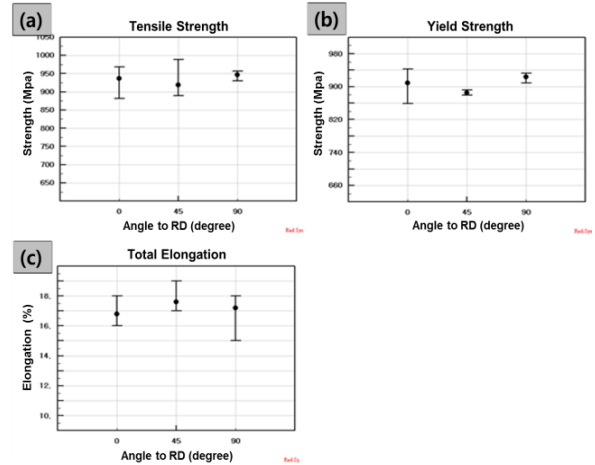 (a)
Tensile Strength
Strength (Mpa)
1050
1000
950
900
850
800
750
700
650
0 45 90
Angle to RD (degree)
(b)
Yield Strength
Strength (Mpa)
980
900
820
740
660
0 45 90
Angle to RD (degree)
(c)
Total Elongation
Elongation (%)
18,
16,
14,
12,
10,
0 45 90
Angle to RD (degree)